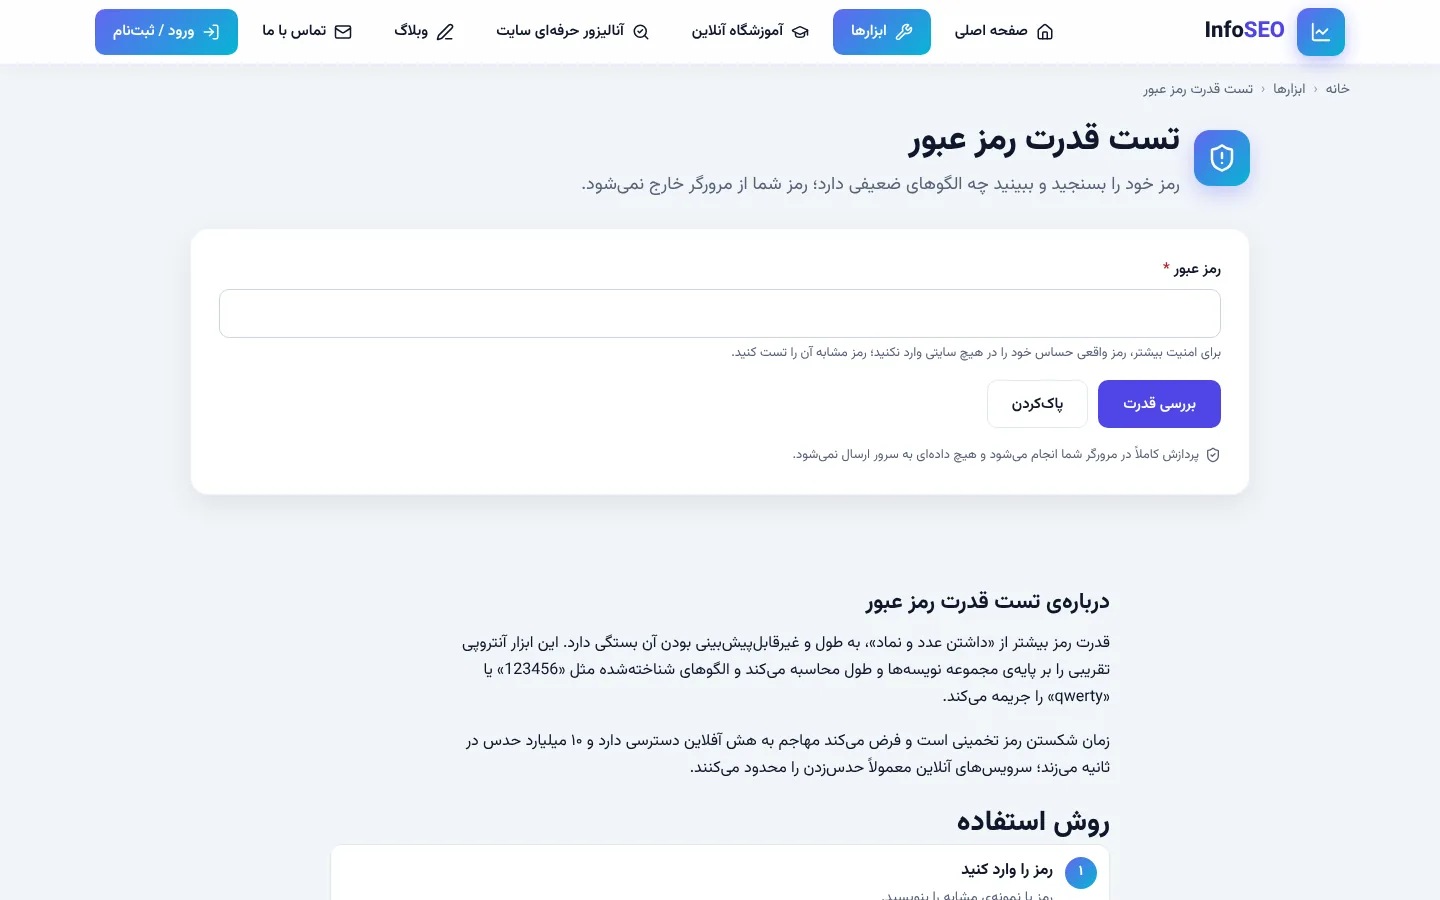 InfoSEO
صفحه اصلی
ابزارها
آموزشگاه آنلاین
آنالیزور حرفه‌ای سایت
وبلاگ
تماس با ما
ورود / ثبت‌نام
خانه › ابزارها › تست قدرت رمز عبور
تست قدرت رمز عبور
رمز خود را بسنجید و ببینید چه الگوهای ضعیفی دارد؛ رمز شما از مرورگر خارج نمی‌شود.
رمز عبور *
برای امنیت بیشتر، رمز واقعی حساس خود را در هیچ سایتی وارد نکنید؛ رمز مشابه آن را تست کنید.
بررسی قدرت
پاک‌کردن
پردازش کاملاً در مرورگر شما انجام می‌شود و هیچ داده‌ای به سرور ارسال نمی‌شود.
درباره‌ی تست قدرت رمز عبور
قدرت رمز بیشتر از «داشتن عدد و نماد»، به طول و غیرقابل‌پیش‌بینی بودن آن بستگی دارد. این ابزار آنتروپی
تقریبی را بر پایه‌ی مجموعه نویسه‌ها و طول محاسبه می‌کند و الگوهای شناخته‌شده مثل «123456» یا
«qwerty» را جریمه می‌کند.
زمان شکستن رمز تخمینی است و فرض می‌کند مهاجم به هش آفلاین دسترسی دارد و ۱۰ میلیارد حدس در
ثانیه می‌زند؛ سرویس‌های آنلاین معمولاً حدس‌زدن را محدود می‌کنند.
روش استفاده
۱
رمز را وارد کنید
رمز یا نمونه‌ی مشابه را بنویسید.